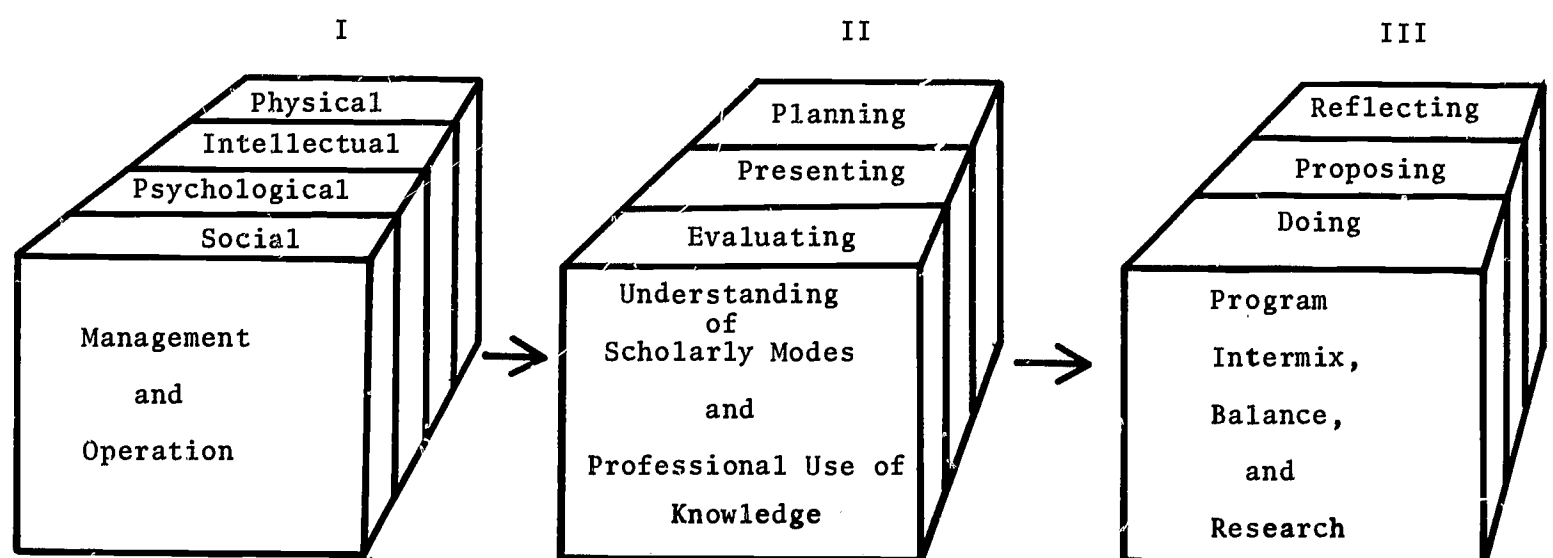 I
II
III
Physical
Intellectual
Psychological
Social
Management
and
Operation
Planning
Presenting
Evaluating
Understanding
of
Scholarly Modes
and
Professional Use of
Knowledge
Reflecting
Proposing
Doing
Program
Intermix,
Balance,
and
Research